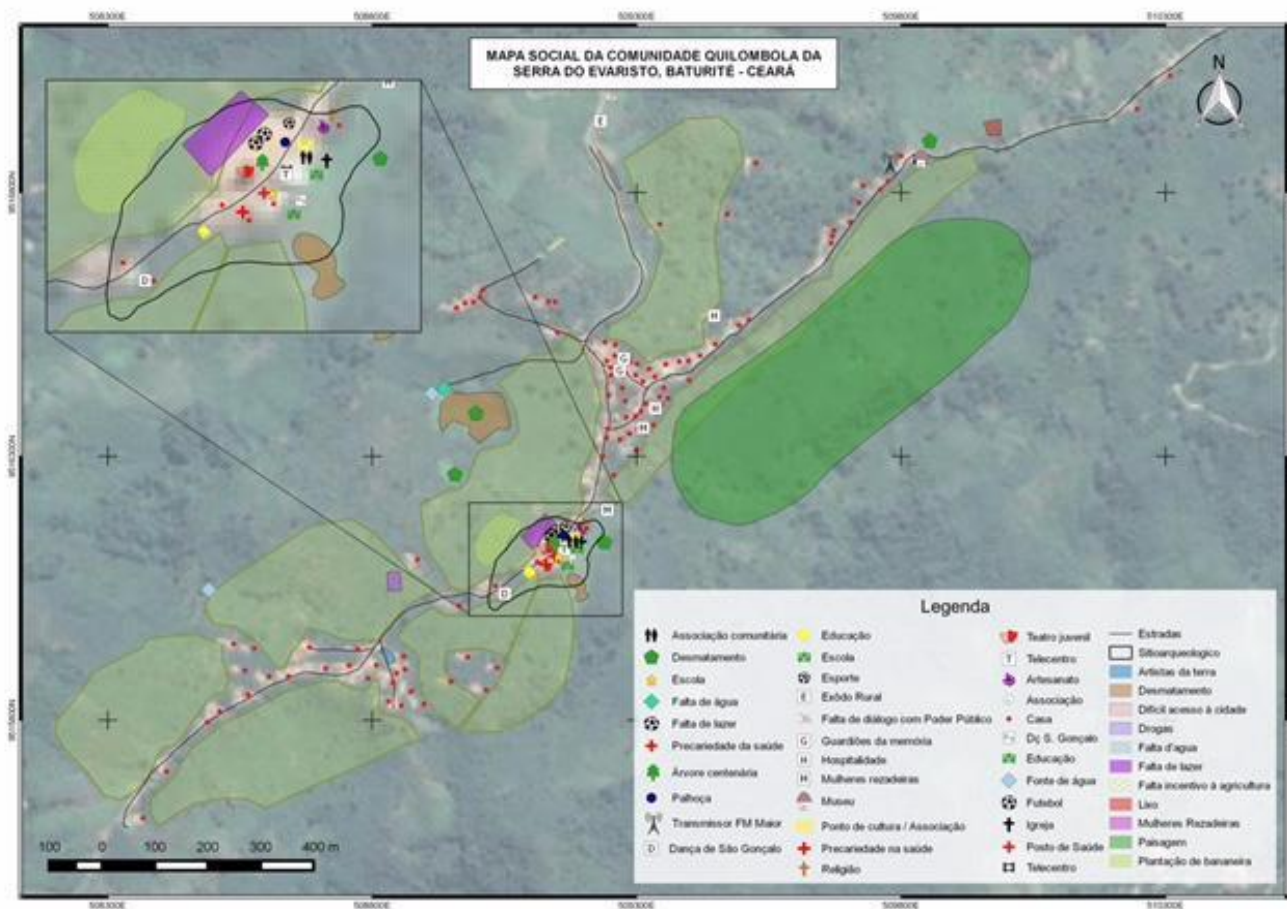 MAPA SOCIAL DA COMUNIDADE QUILOMBOLA DA
SERRA DO EVARISTO, BATURITÉ - CEARÁ
N
E
D
T
H
G
G
H
H
H
D
Legenda
Associação comunitária
Desmatamento
Escola
Falta de água
Falta de lazer
Precariedade da saúde
Árvore centenária
Palhoça
Transmissor FM Maior
D Dança de São Gonçalo
Educação
Escola
Esporte
E Exôdo Rural
Falta de diálogo com Poder Público
G Guardiões da memória
H Hospitalidade
H Mulheres rezadeiras
Museu
Ponto de cultura / Associação
Precariedade na saúde
Religião
Teatro juvenil
T Telecentro
Artesanato
Associação
Casa
Dç S. Gonçalo
Educação
Fonte de água
Futebol
Igreja
Posto de Saúde
Telecentro
Estradas
Sitioarqueologico
Artistas da terra
Desmatamento
Difícil acesso à cidade
Drogas
Falta d'agua
Falta de lazer
Falta incentivo à agricultura
Lixo
Mulheres Rezadeiras
Paisagem
Plantação de bananeira
100 0 100 200 300 400 m